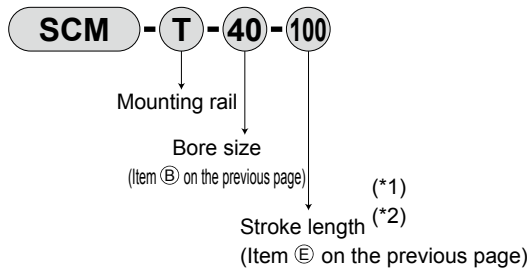 SCM - T - 40 - 100
Mounting rail
Bore size
(Item Ⓑ on the previous page)
(*1)
Stroke length (*2)
(Item Ⓔ on the previous page)